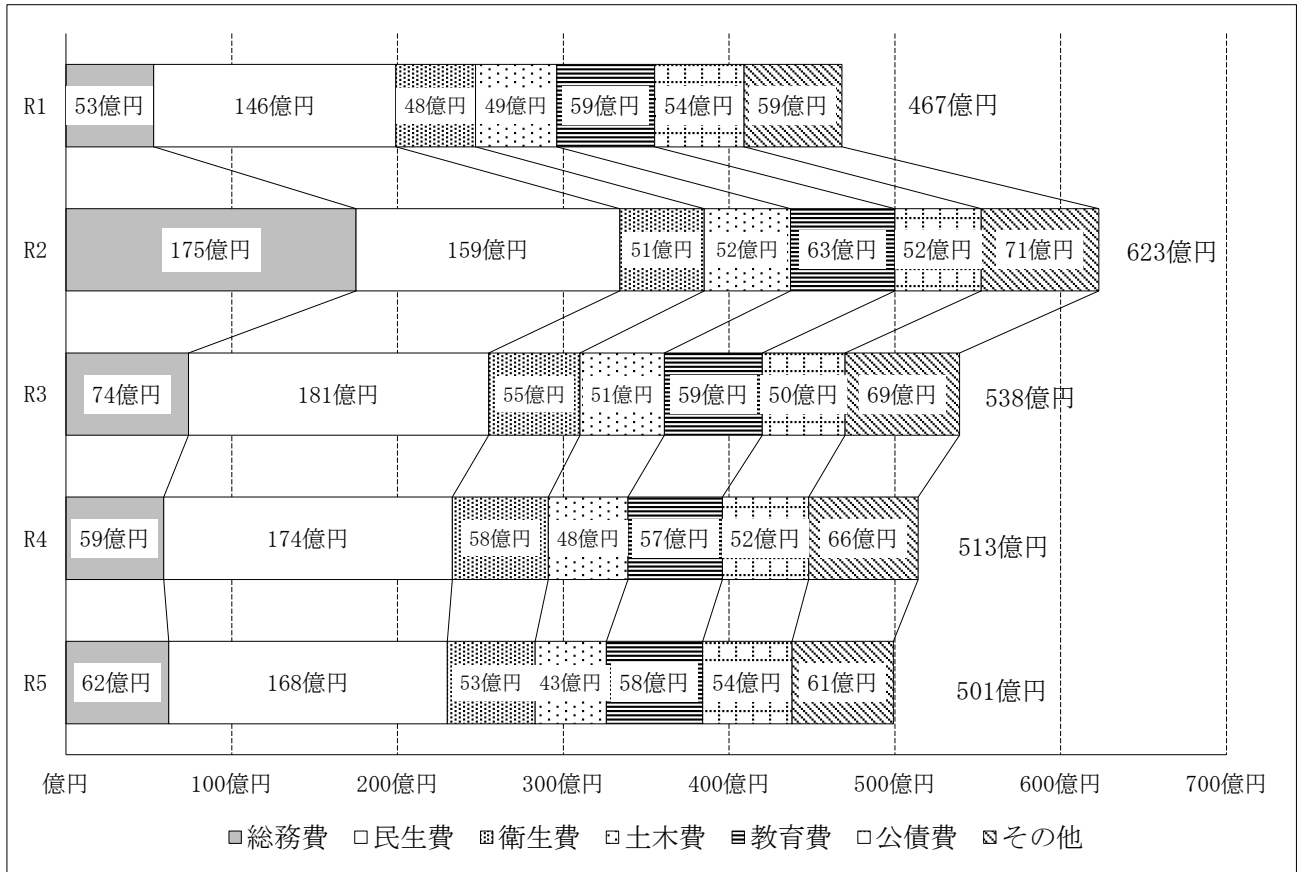 R1 53億円 146億円 48億円 49億円 59億円 54億円 59億円 467億円
R2 175億円 159億円 51億円 52億円 63億円 52億円 71億円 623億円
R3 74億円 181億円 55億円 51億円 59億円 50億円 69億円 538億円
R4 59億円 174億円 58億円 48億円 57億円 52億円 66億円 513億円
R5 62億円 168億円 53億円 43億円 58億円 54億円 61億円 501億円
億円 100億円 200億円 300億円 400億円 500億円 600億円 700億円
総務費 民生費 衛生費 土木費 教育費 公債費 その他